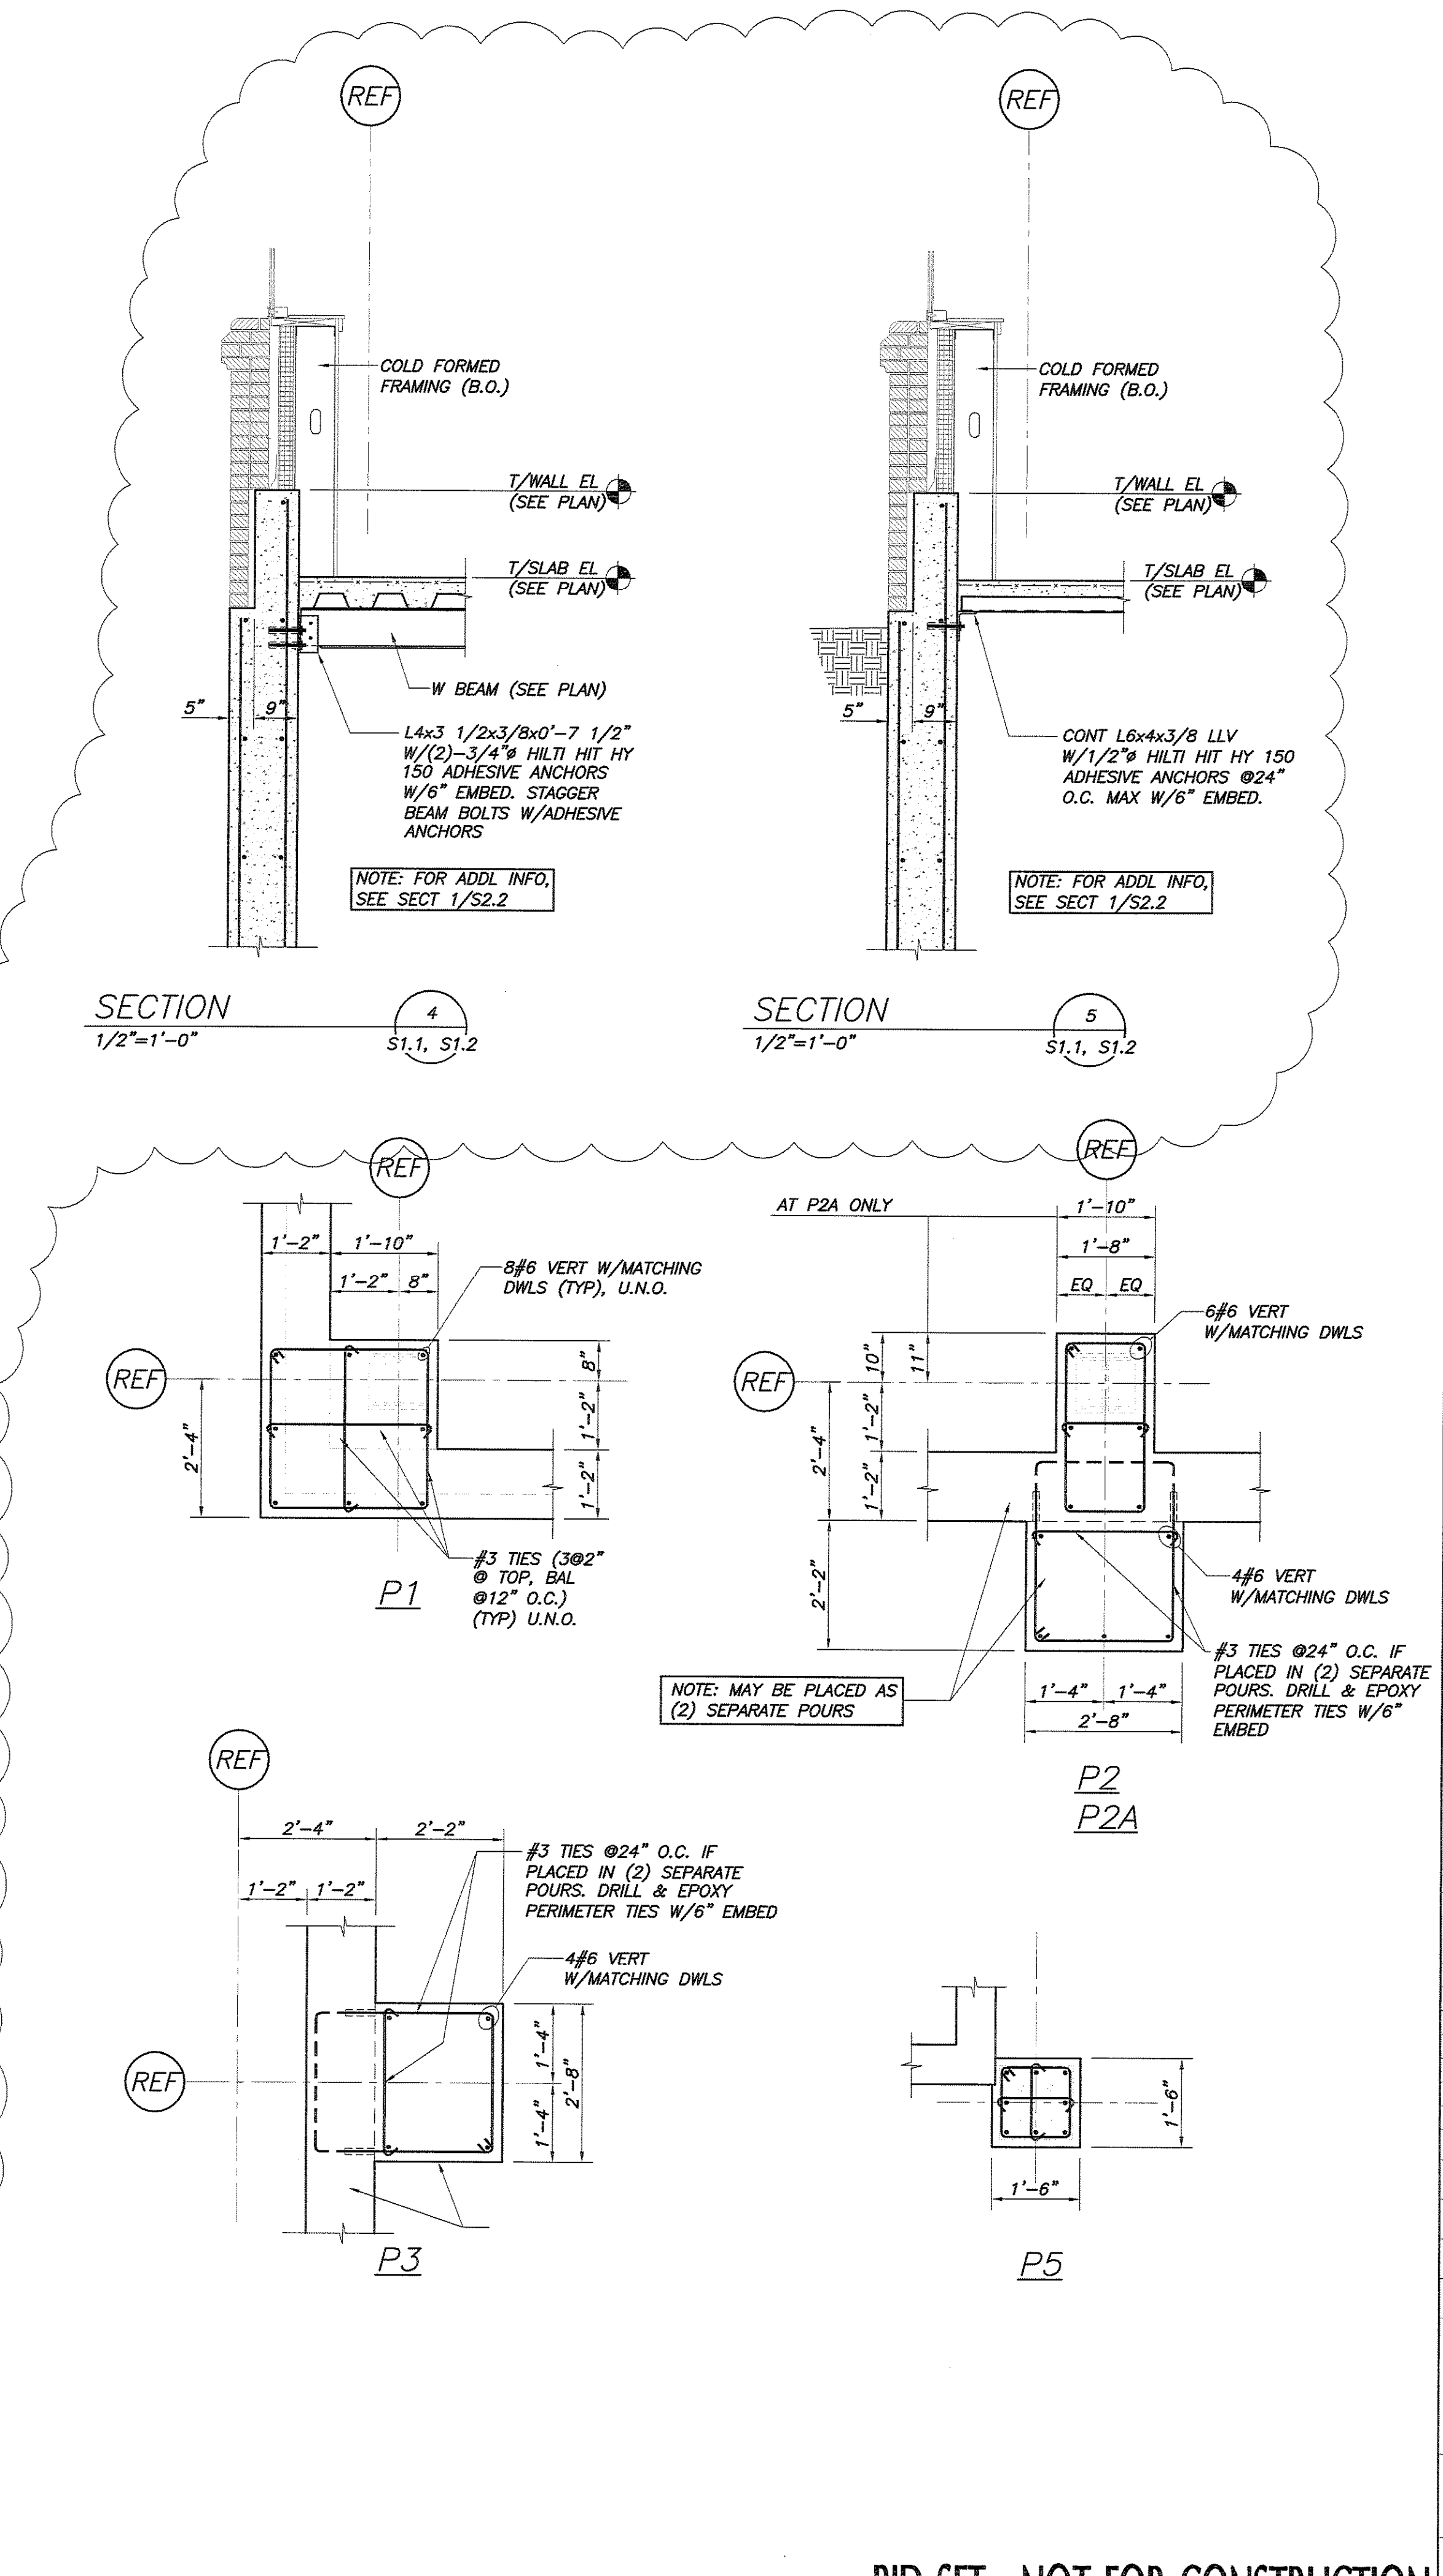 REF
REF
COLD FORMED
FRAMING (B.O.)
T/WALL EL
(SEE PLAN)
T/SLAB EL
(SEE PLAN)
W BEAM (SEE PLAN)
5"
9"
L4x3 1/2x3/8x0'-7 1/2"
W/(2)-3/4"ø HILTI HIT HY
150 ADHESIVE ANCHORS
W/6" EMBED. STAGGER
BEAM BOLTS W/ADHESIVE
ANCHORS
NOTE: FOR ADDL INFO,
SEE SECT 1/S2.2
SECTION
1/2"=1'-0"
4
S1.1, S1.2
COLD FORMED
FRAMING (B.O.)
T/WALL EL
(SEE PLAN)
T/SLAB EL
(SEE PLAN)
5"
9"
CONT L6x4x3/8 LLV
W/1/2"ø HILTI HIT HY 150
ADHESIVE ANCHORS @24"
O.C. MAX W/6" EMBED.
NOTE: FOR ADDL INFO,
SEE SECT 1/S2.2
SECTION
1/2"=1'-0"
5
S1.1, S1.2
REF
1'-2"
1'-10"
1'-2"
8"
8#6 VERT W/MATCHING
DWLS (TYP), U.N.O.
REF
2'-4"
8"
1'-2"
1'-2"
#3 TIES (3@2"
@ TOP, BAL
@12" O.C.)
(TYP) U.N.O.
P1
REF
AT P2A ONLY
1'-10"
1'-8"
EQ
EQ
6#6 VERT
W/MATCHING DWLS
REF
10"
11"
1'-2"
2'-4"
1'-2"
2'-2"
4#6 VERT
W/MATCHING DWLS
#3 TIES @24" O.C. IF
PLACED IN (2) SEPARATE
POURS. DRILL & EPOXY
PERIMETER TIES W/6"
EMBED
NOTE: MAY BE PLACED AS
(2) SEPARATE POURS
1'-4"
1'-4"
2'-8"
P2
P2A
REF
2'-4"
2'-2"
1'-2"
1'-2"
#3 TIES @24" O.C. IF
PLACED IN (2) SEPARATE
POURS. DRILL & EPOXY
PERIMETER TIES W/6" EMBED
4#6 VERT
W/MATCHING DWLS
REF
1'-4"
1'-4"
2'-8"
P3
1'-6"
1'-6"
P5
BID SET - NOT FOR CONSTRUCTION